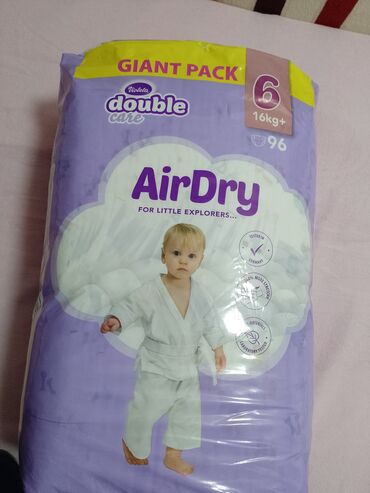 GIANT PACK
Violeta
double
care
6
16kg+
96
AirDry
FOR LITTLE EXPLORERS...